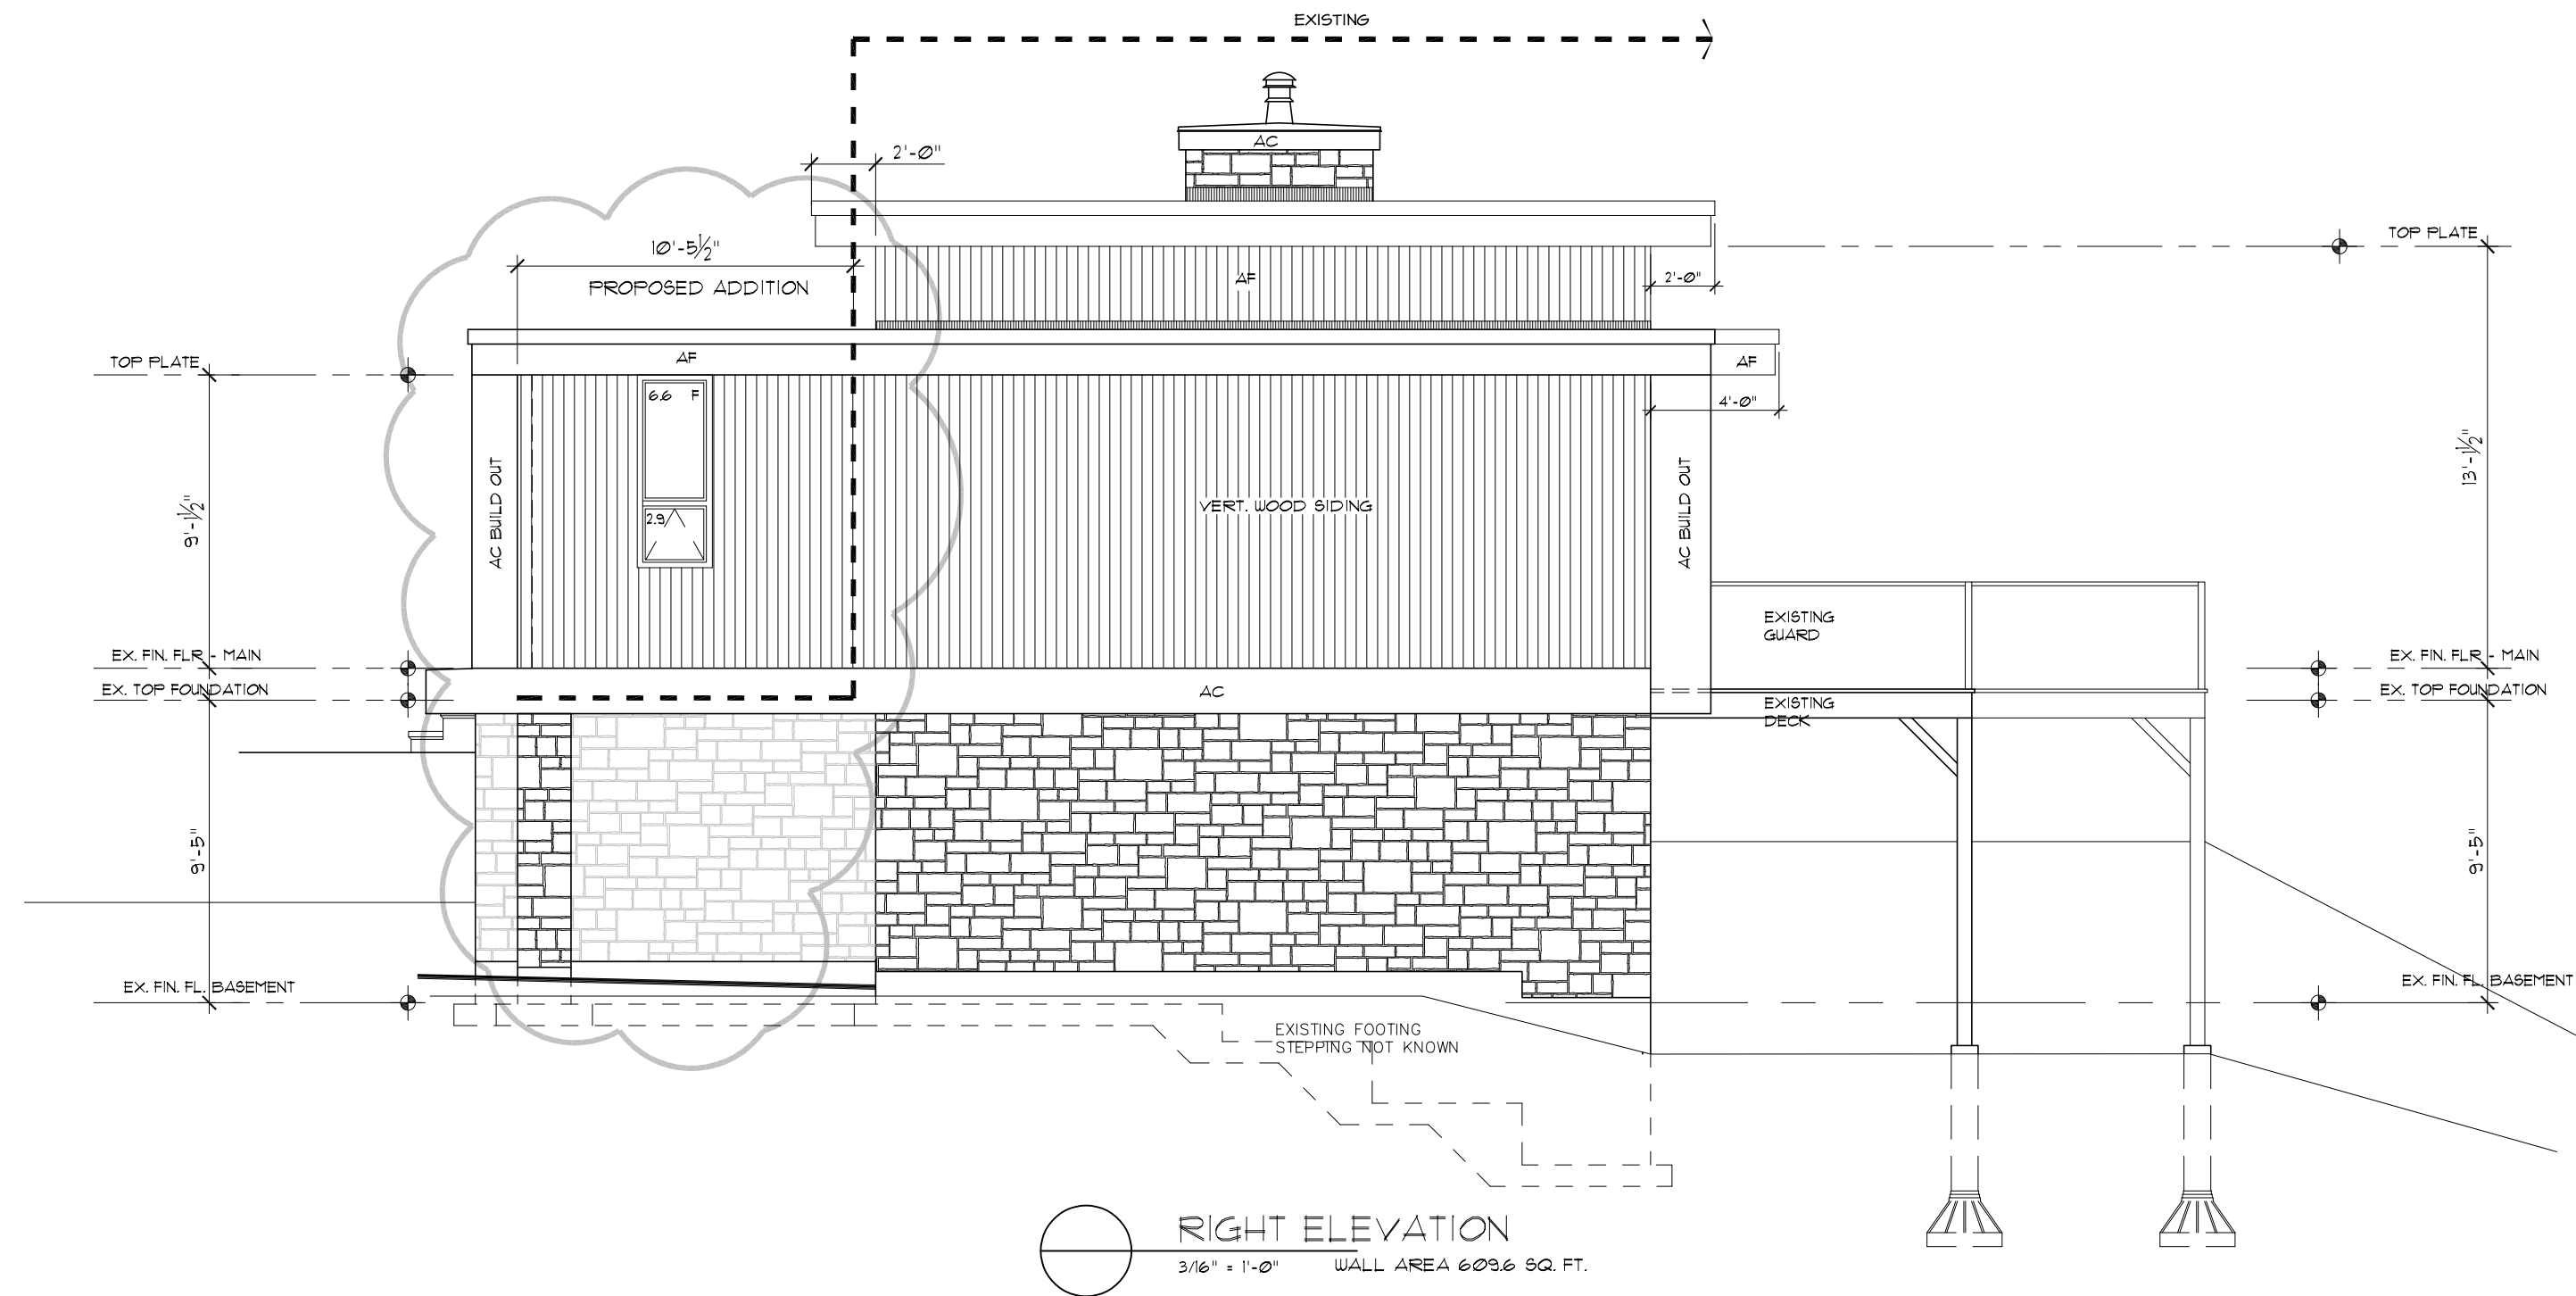 EXISTING
AC
2'-0"
TOP PLATE
10'-5½"
PROPOSED ADDITION
AF
2'-0"
TOP PLATE
AF
AF
6.6 F
4'-0"
13'-1½"
AC BUILD OUT
VERT. WOOD SIDING
AC BUILD OUT
9'-1½"
2.9
EXISTING
GUARD
EX. FIN. FLR - MAIN
EX. FIN. FLR - MAIN
EX. TOP FOUNDATION
AC
EX. TOP FOUNDATION
EXISTING
DECK
9'-5"
9'-5"
EX. FIN. FL. BASEMENT
EX. FIN. FL. BASEMENT
EXISTING FOOTING
STEPPING NOT KNOWN
RIGHT ELEVATION
3/16" = 1'-0" WALL AREA 609.6 SQ. FT.